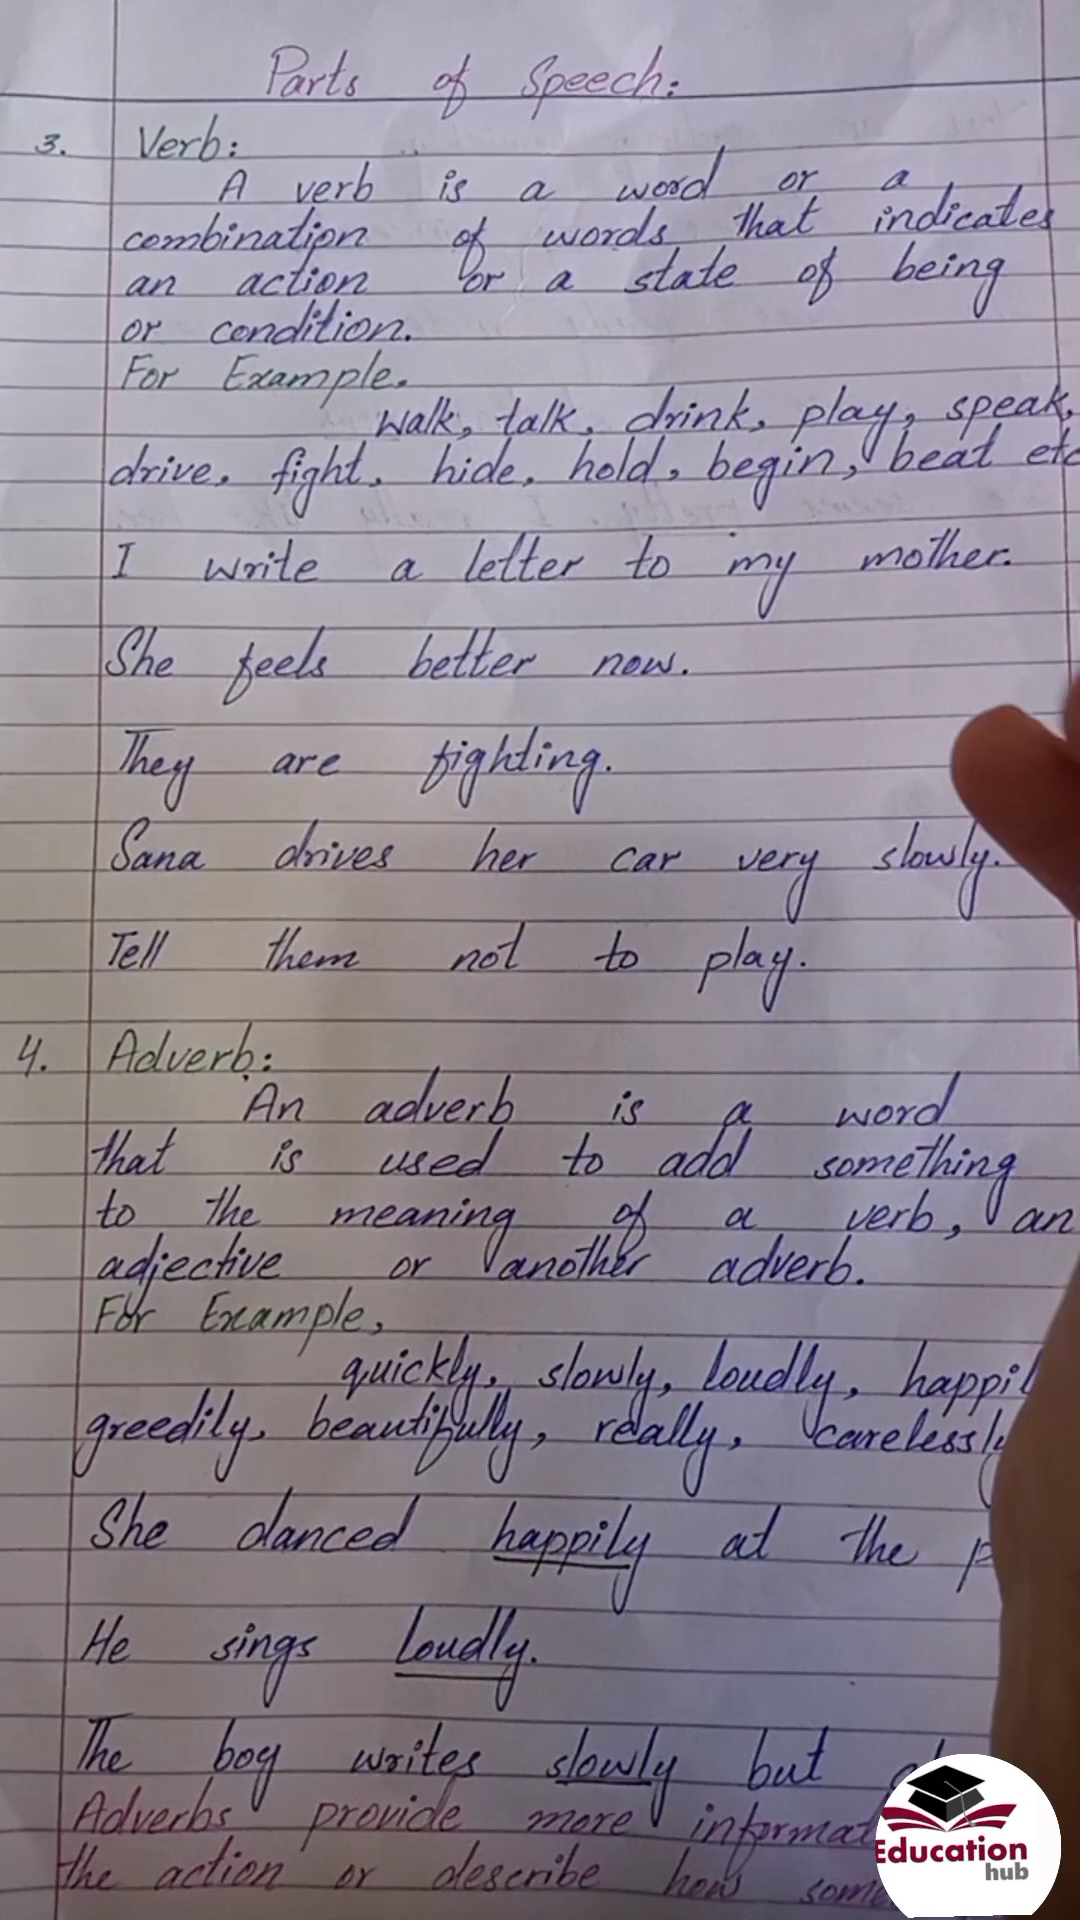 Parts of Speech:
3. Verb:
A verb is a word or a
combination of words that indicates
an action or a state of being
or condition.
For Example.
Walk, talk, drink, play, speak,
drive, fight, hide, hold, begin, beat etc
I write a letter to my mother.
She feels better now.
They are fighting.
Sana drives her car very slowly.
Tell them not to play.
4. Adverb:
An adverb is a word
that is used to add something
to the meaning of a verb, an
adjective or another adverb.
For Example,
quickly, slowly, loudly,
greedily, beautifully, really, carelessly
She danced happily at the
He sings loudly.
The boy writes slowly but
Adverbs provide more
the action or describe how
Education
hub